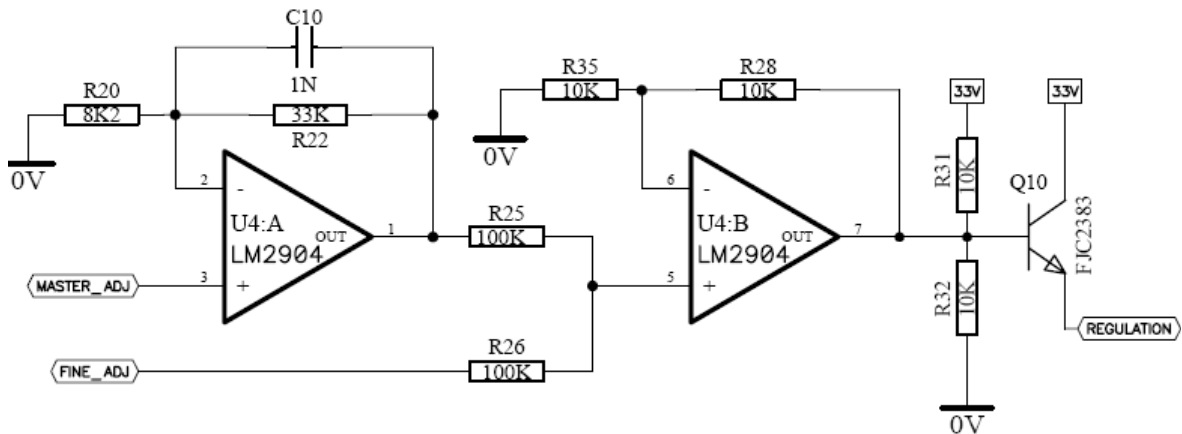 C10
1N
R20
8K2
33K
R22
0V
2
-
U4:A
OUT
LM2904
1
3
+
MASTER_ADJ
FINE_ADJ
R25
100K
R26
100K
R35
10K
R28
10K
0V
6
-
U4:B
OUT
LM2904
7
5
+
33V
33V
R31
10K
R32
10K
0V
Q10
FJC2383
REGULATION